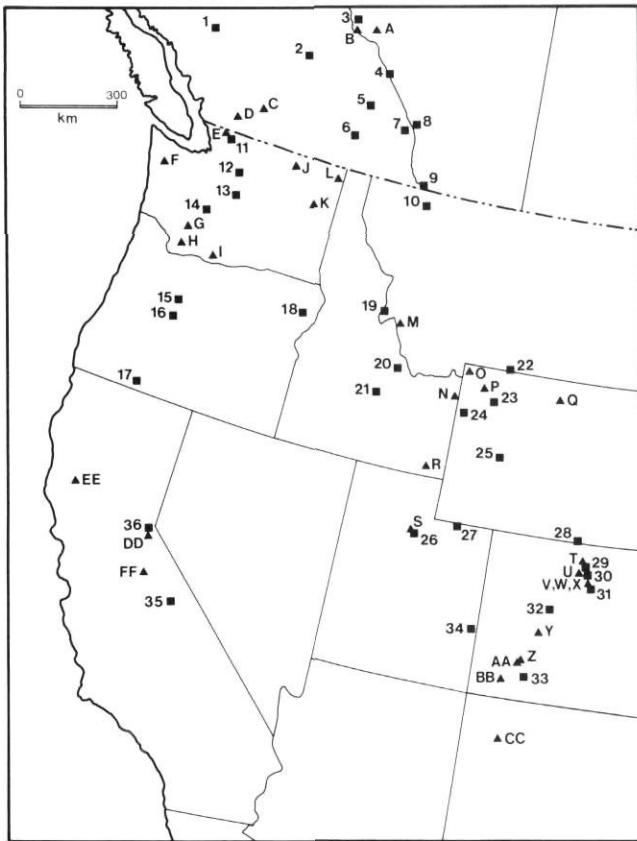 1
3
B A
2
4
0 300
km
5
C
D
7 8
6
E
11
F
12
J
L
9
13
K
10
14
G
H
I
15
18
19
16
M
20
O
22
17
21
P
N
23
Q
24
25
R
EE
S
36
27
28
26
DD
T
29
FF
U
30
V,W,X
31
35
32
34
Y
AA Z
BB
33
CC